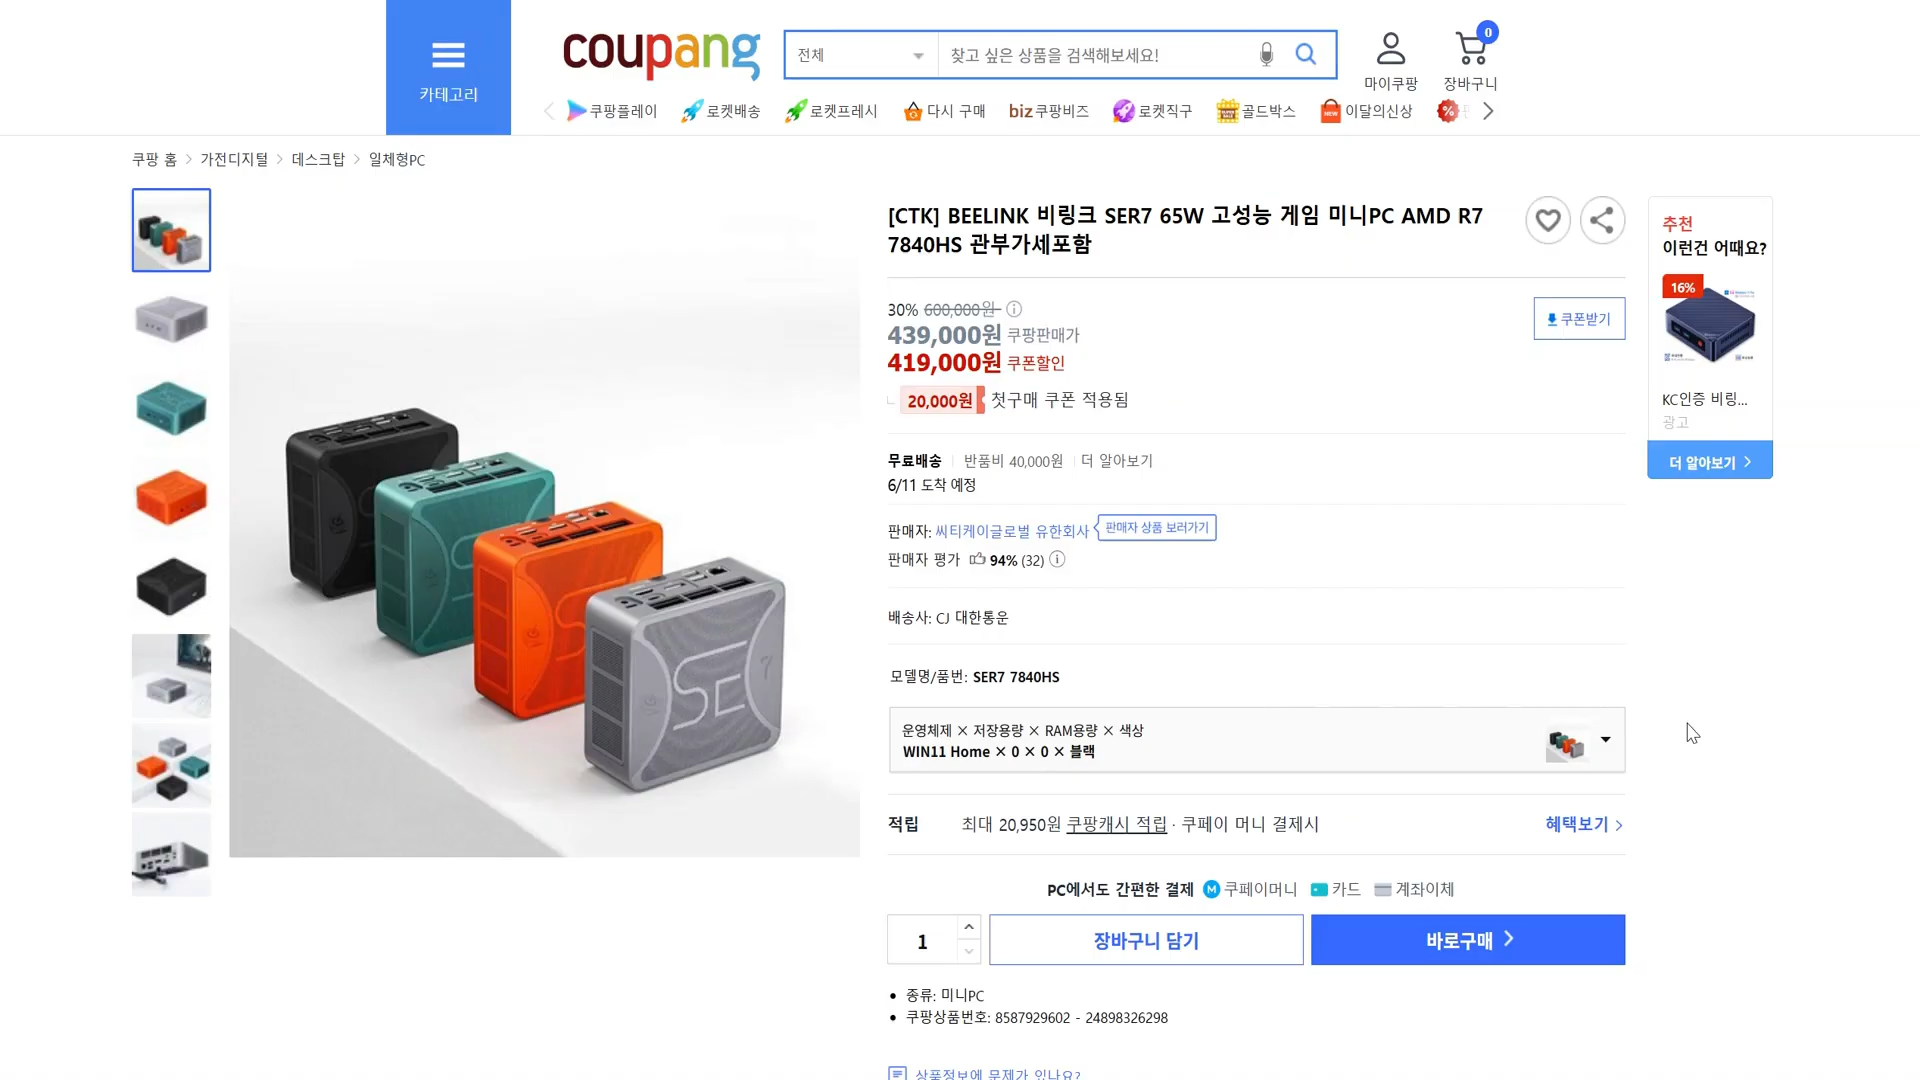 카테고리
coupang
전체
찾고 싶은 상품을 검색해보세요!
마이쿠팡
0
장바구니
쿠팡플레이
로켓배송
로켓프레시
다시 구매
biz 쿠팡비즈
로켓직구
골드박스
NEW 이달의신상
%
쿠팡 홈 > 가전디지털 > 데스크탑 > 일체형PC
[CTK] BEELINK 비링크 SER7 65W 고성능 게임 미니PC AMD R7
7840HS 관부가세포함
30% 600,000원
439,000원 쿠팡판매가
419,000원 쿠폰할인
20,000원 첫구매 쿠폰 적용됨
쿠폰받기
무료배송 반품비 40,000원 더 알아보기
6/11 도착 예정
판매자: 씨티케이글로벌 유한회사 판매자 상품 보러가기
판매자 평가 94% (32)
배송사: CJ 대한통운
모델명/품번: SER7 7840HS
운영체제 × 저장용량 × RAM용량 × 색상
WIN11 Home × 0 × 0 × 블랙
적립 최대 20,950원 쿠팡캐시 적립 · 쿠페이 머니 결제시 혜택보기 >
PC에서도 간편한 결제 M 쿠페이머니 카드 계좌이체
1
장바구니 담기
바로구매 >
• 종류: 미니PC
• 쿠팡상품번호: 8587929602 - 24898326298
상품정보에 문제가 있나요?
추천
이런건 어때요?
16%
KC인증 비링...
광고
더 알아보기 >
SE
7